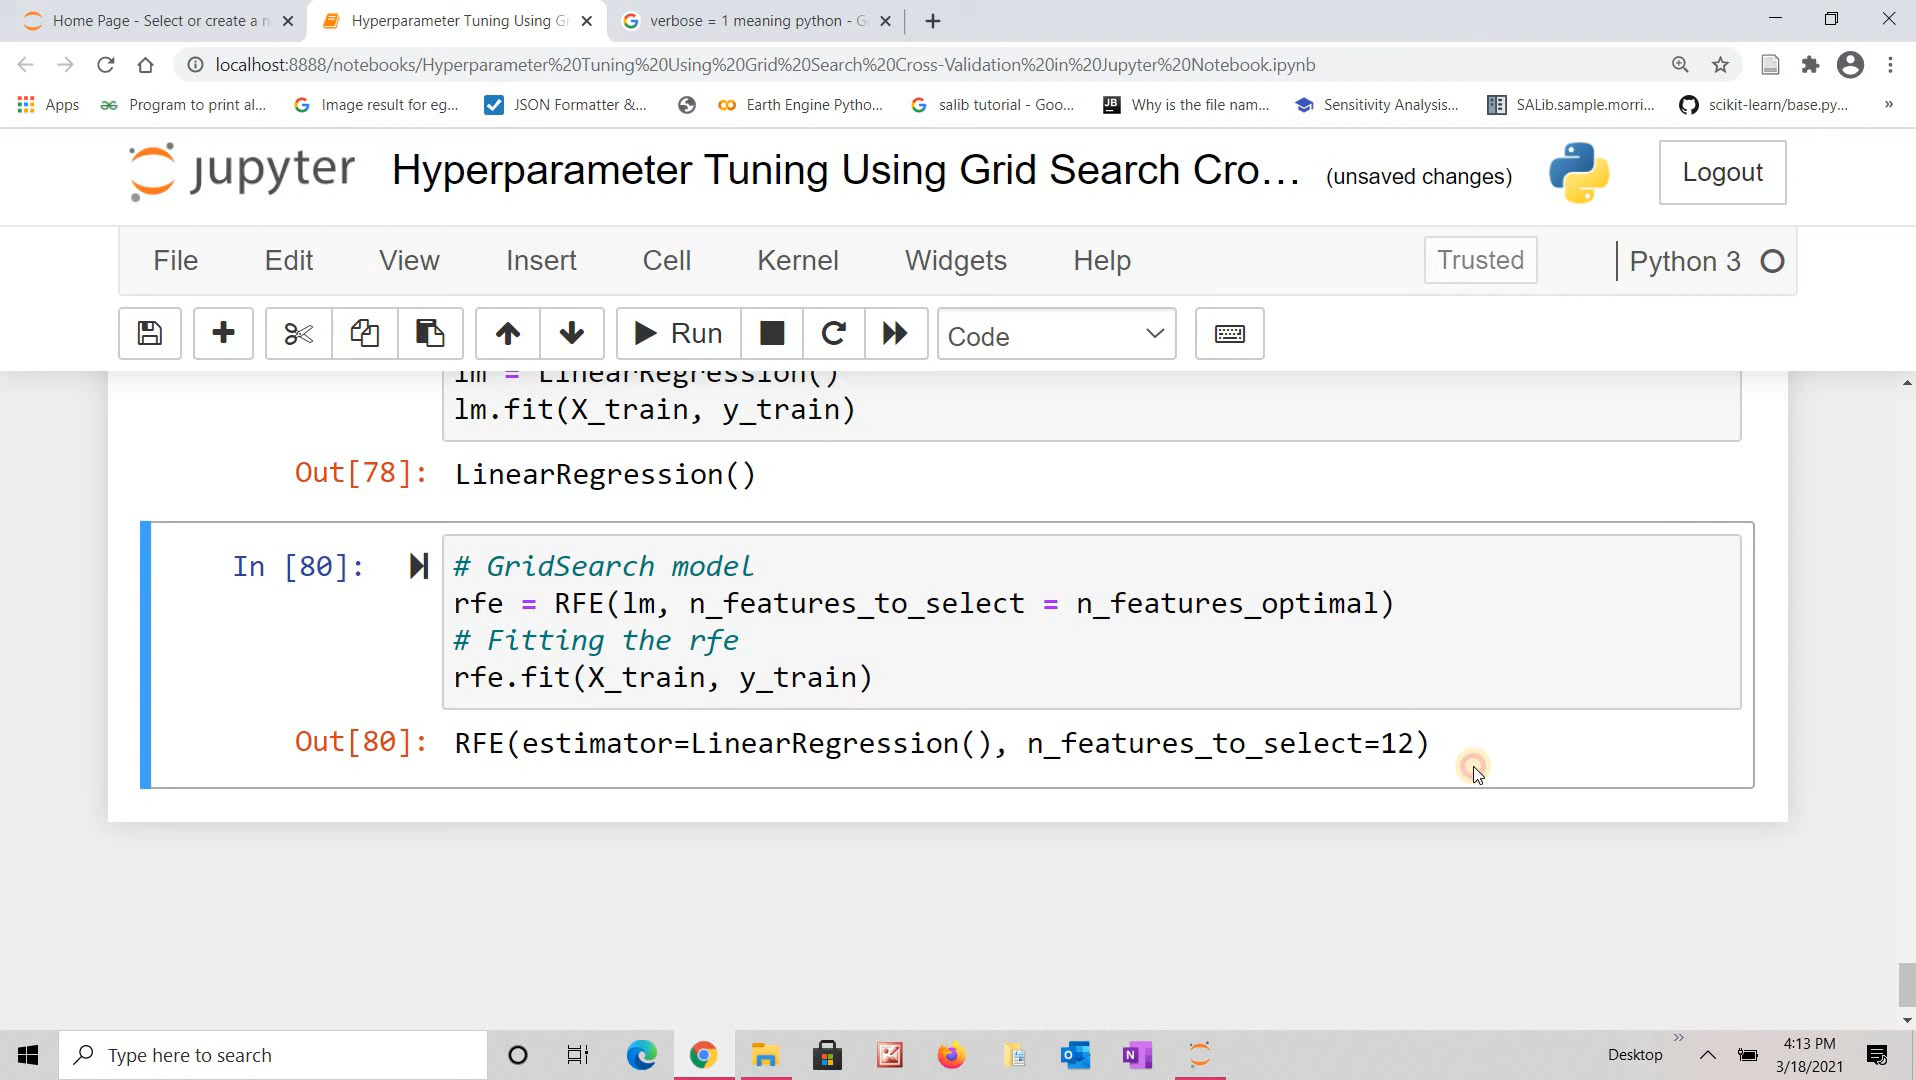 Home Page - Select or create a n
Hyperparameter Tuning Using G
verbose = 1 meaning python - G
localhost:8888/notebooks/Hyperparameter%20Tuning%20Using%20Grid%20Search%20Cross-Validation%20in%20Jupyter%20Notebook.ipynb
Apps
Program to print al...
Image result for eg...
JSON Formatter &...
Earth Engine Pytho...
salib tutorial - Goo...
Why is the file nam...
Sensitivity Analysis...
SALib.sample.morri...
scikit-learn/base.py...
»
jupyter
Hyperparameter Tuning Using Grid Search Cro...
(unsaved changes)
Logout
File Edit View Insert Cell Kernel Widgets Help
Trusted
Python 3
Run
Code
lm = LinearRegression()
lm.fit(X_train, y_train)
Out[78]: LinearRegression()
In [80]:
# GridSearch model
rfe = RFE(lm, n_features_to_select = n_features_optimal)
# Fitting the rfe
rfe.fit(X_train, y_train)
Out[80]: RFE(estimator=LinearRegression(), n_features_to_select=12)
Type here to search
Desktop
»
4:13 PM
3/18/2021